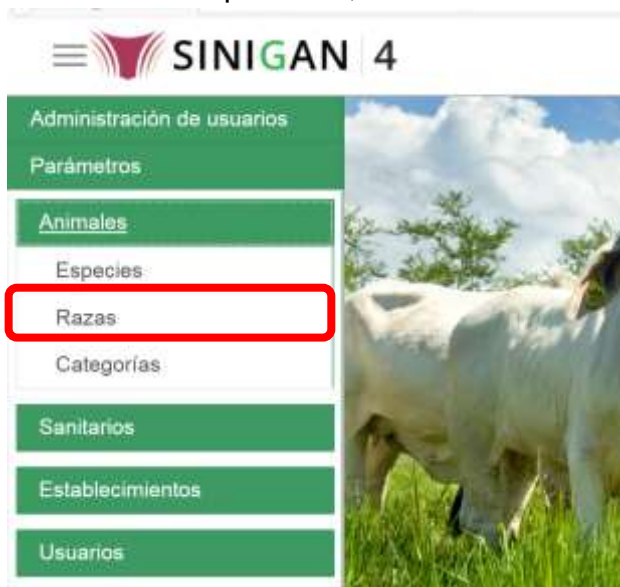 SINIGAN 4
Administración de usuarios
Parámetros
Animales
Especies
Razas
Categorías
Sanitarios
Establecimientos
Usuarios